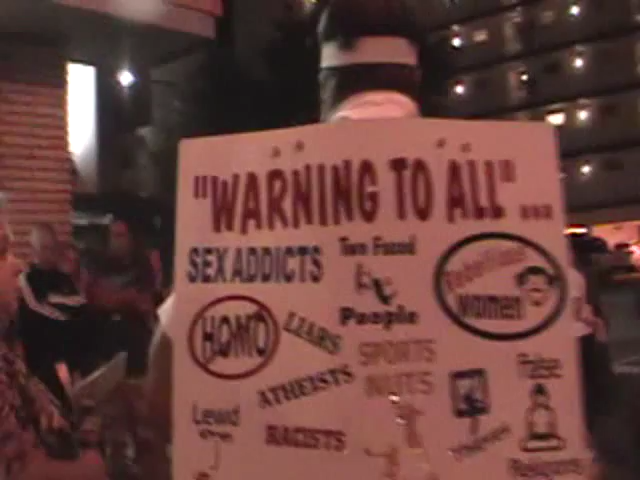 "WARNING TO ALL"...
SEX ADDICTS
Two Faced
People
Rebellious
Women
HOMO
LIARS
SPORTS
NUTS
ATHEISTS
Lewd
RACISTS
Thieves
False
Religions